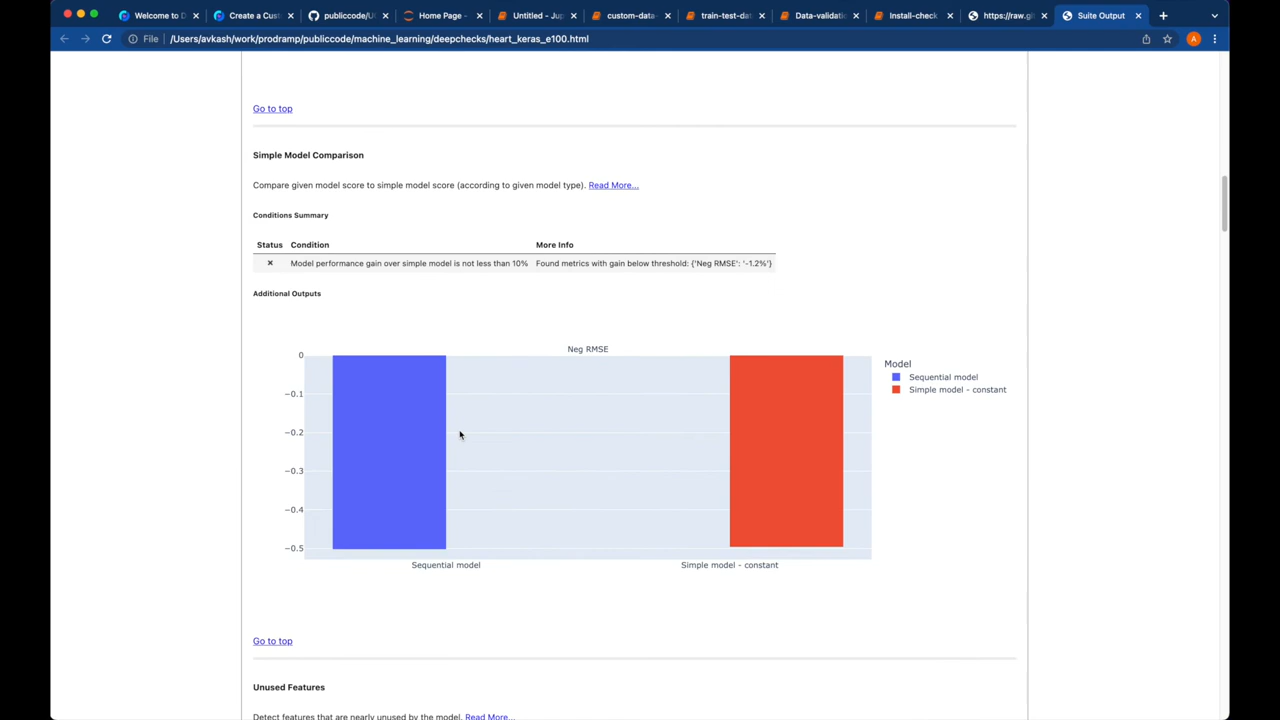 Welcome to D
Create a Cust
publiccode/U
Home Page -
Untitled - Jup
custom-data-
train-test-dat
Data-validatio
Install-check
https://raw.gi
Suite Output
File
/Users/avkash/work/prodramp/publiccode/machine_learning/deepchecks/heart_keras_e100.html
A
Go to top
Simple Model Comparison
Compare given model score to simple model score (according to given model type). Read More...
Conditions Summary
Status Condition More Info
✕ Model performance gain over simple model is not less than 10% Found metrics with gain below threshold: {'Neg RMSE': '-1.2%'}
Additional Outputs
Neg RMSE
0
−0.1
−0.2
−0.3
−0.4
−0.5
Sequential model
Simple model - constant
Model
Sequential model
Simple model - constant
Go to top
Unused Features
Detect features that are nearly unused by the model. Read More...